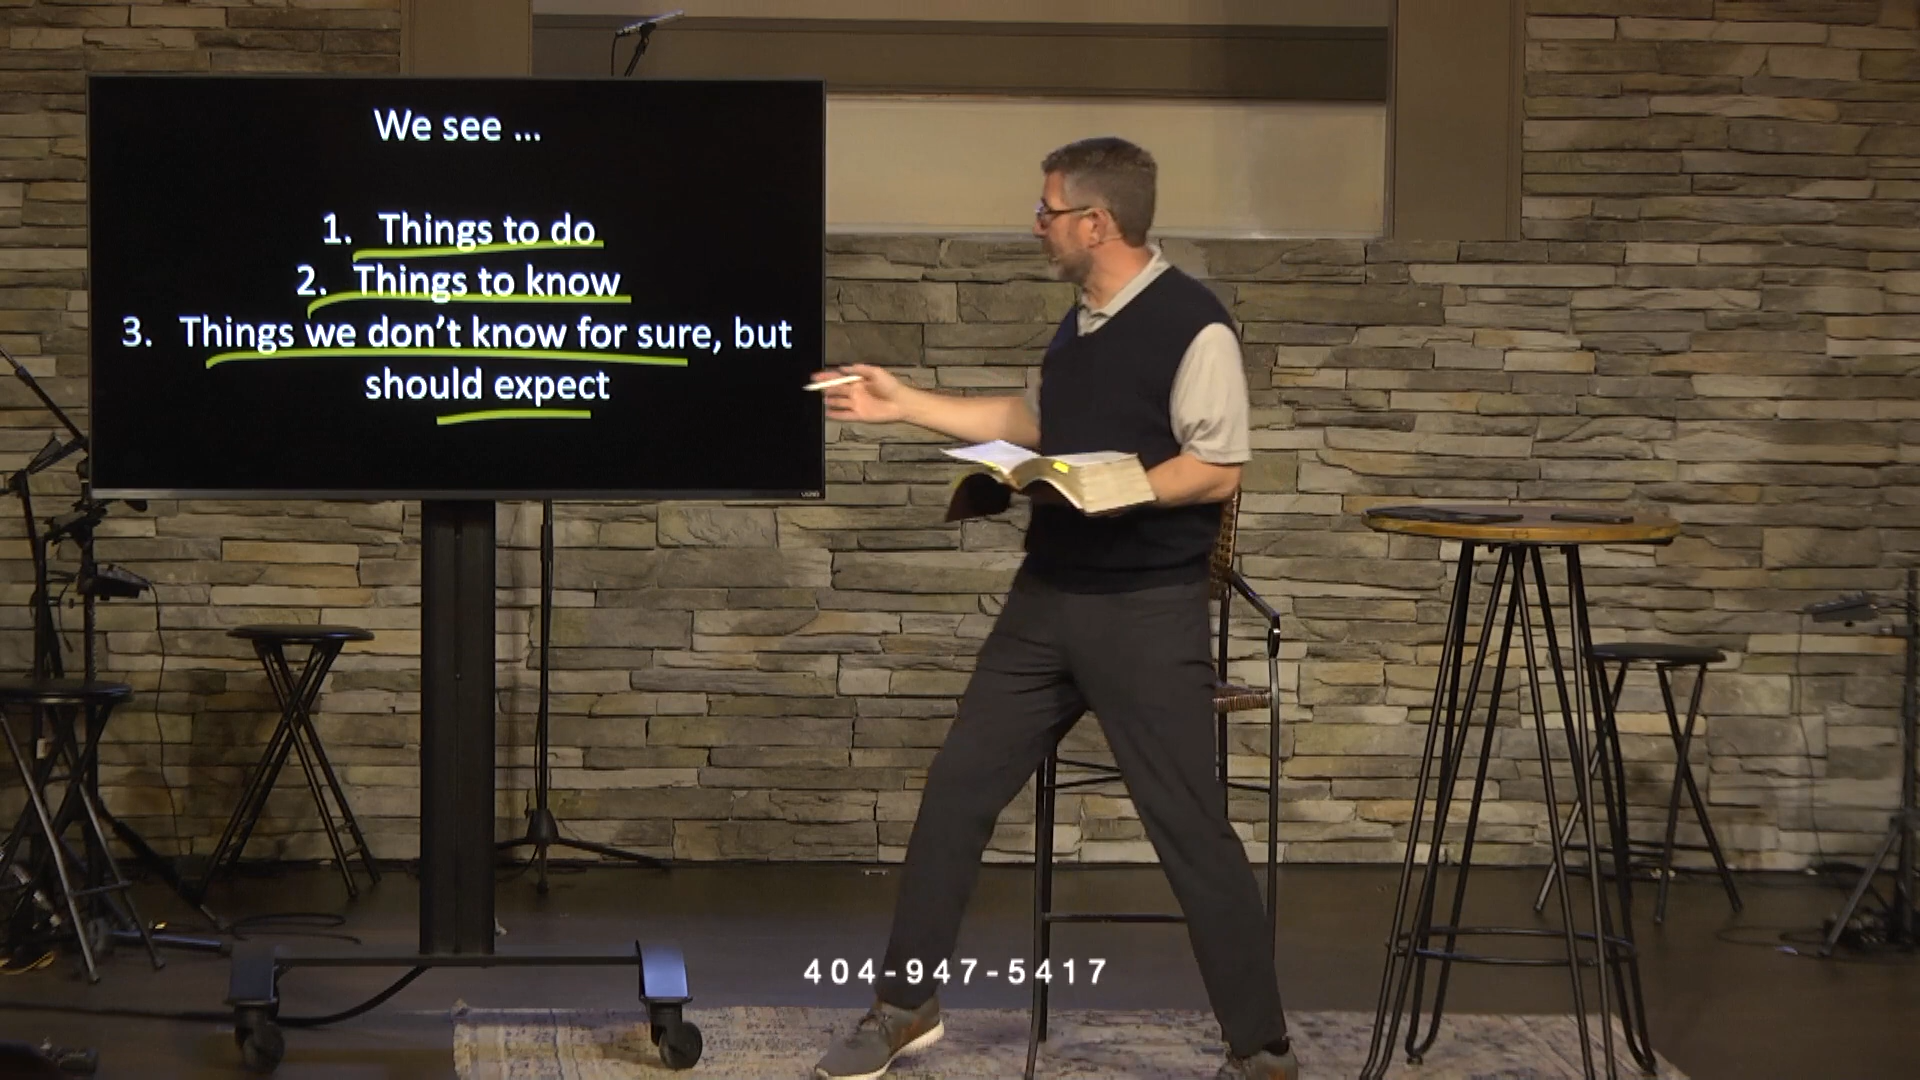 We see ...
1. Things to do
2. Things to know
3. Things we don't know for sure, but
should expect
VIZIO
404-947-5417